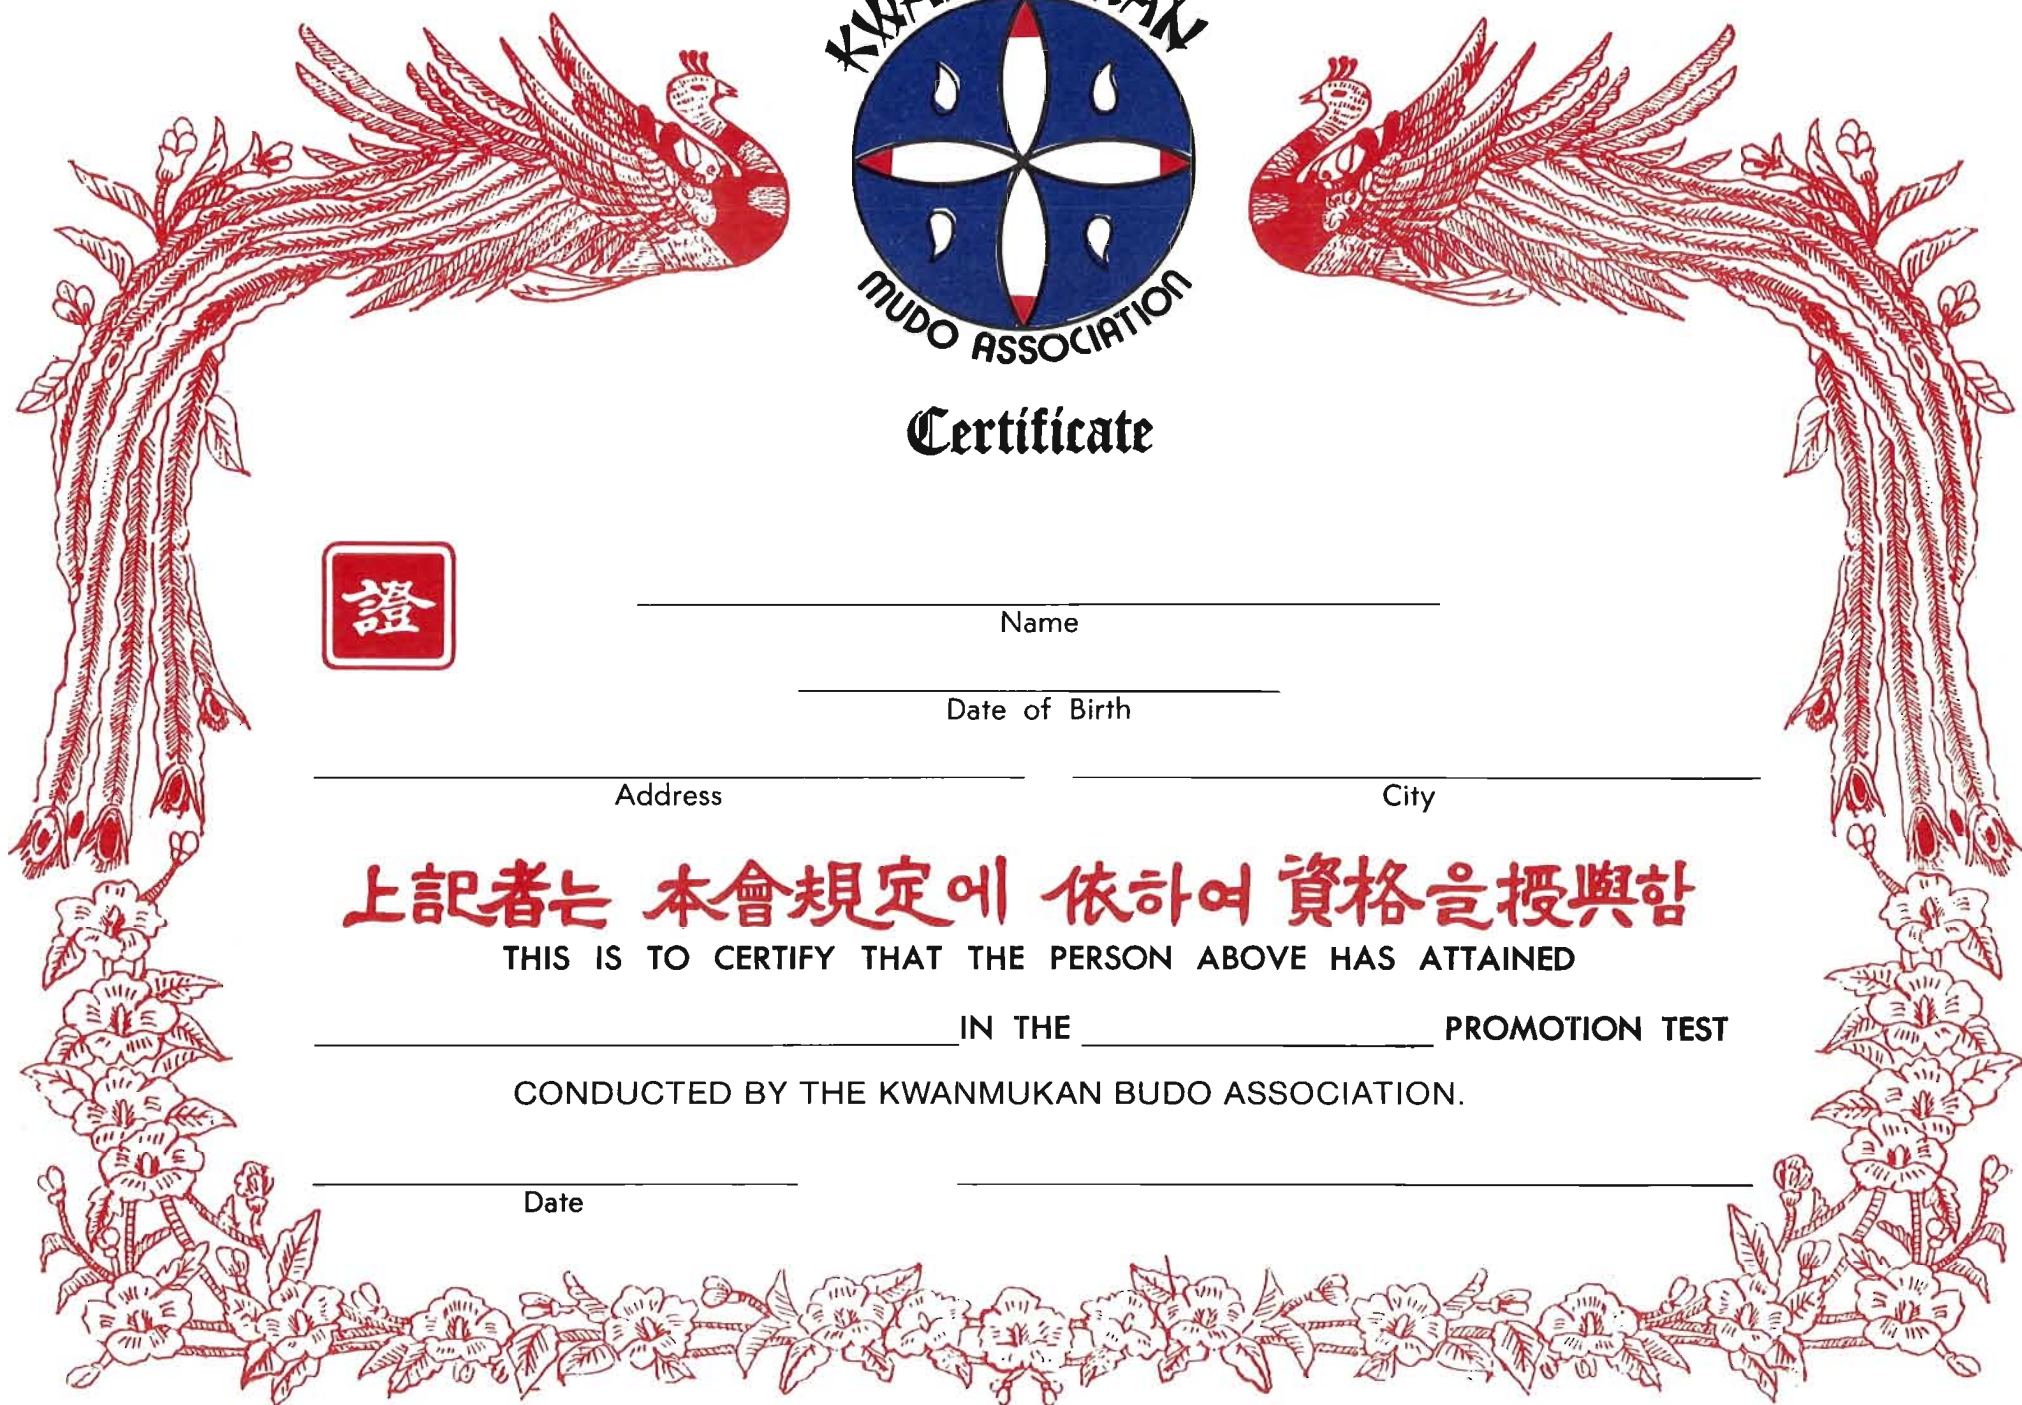 MUDO ASSOCIATION
Certificate
證
Name
Date of Birth
Address City
上記者는 本會規定에 依하여 資格을授與함
THIS IS TO CERTIFY THAT THE PERSON ABOVE HAS ATTAINED
IN THE PROMOTION TEST
CONDUCTED BY THE KWANMUKAN BUDO ASSOCIATION.
Date